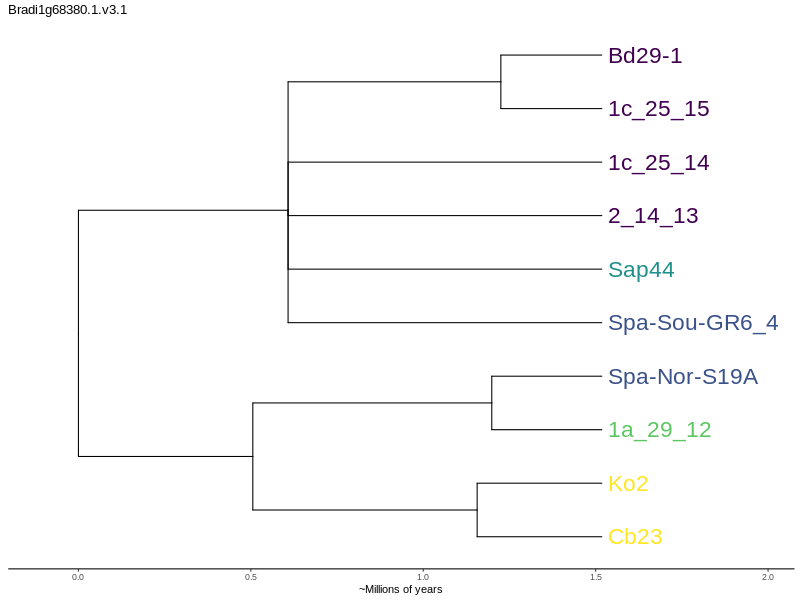 Bradi1g68380.1.v3.1
Bd29-1
1c_25_15
1c_25_14
2_14_13
Sap44
Spa-Sou-GR6_4
Spa-Nor-S19A
1a_29_12
Ko2
Cb23
0.0 0.5 1.0 1.5 2.0
~Millions of years